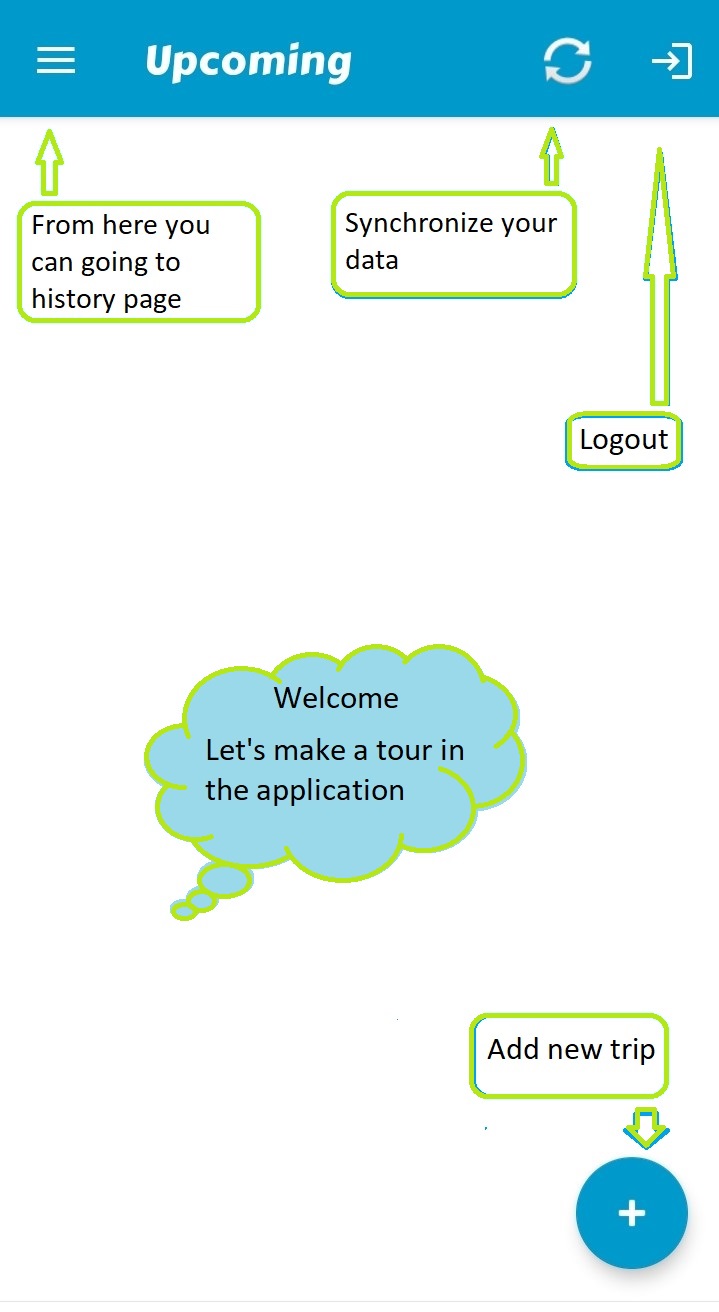 Upcoming
From here you
can going to
history page
Synchronize your
data
Logout
Welcome
Let's make a tour in
the application
Add new trip
+